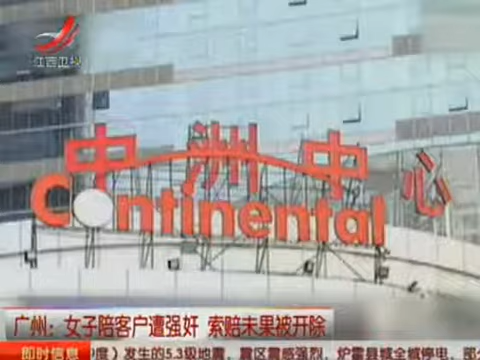 江西卫视
中洲中心
Continental
广州：女子陪客户遭强奸 索赔未果被开除
即时信息 度）发生的5.3级地震，震区震感强烈，炉霍县城全城停电，部分